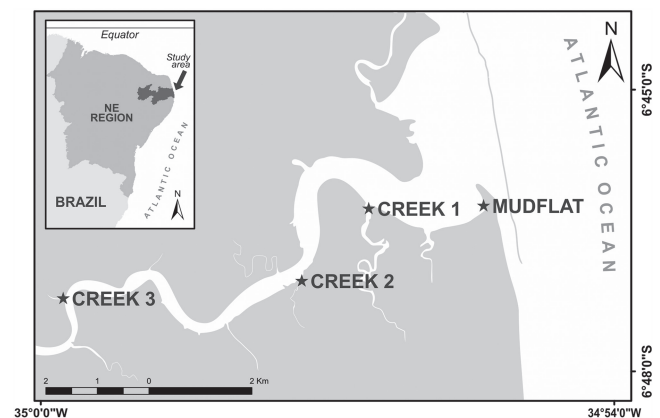 Equator
Study
area
NE
REGION
ATLANTIC OCEAN
BRAZIL
N
N
ATLANTIC OCEAN
6°45'0"S
CREEK 1
MUDFLAT
CREEK 2
CREEK 3
2 1 0 2 Km
6°48'0"S
35°0'0"W
34°54'0"W